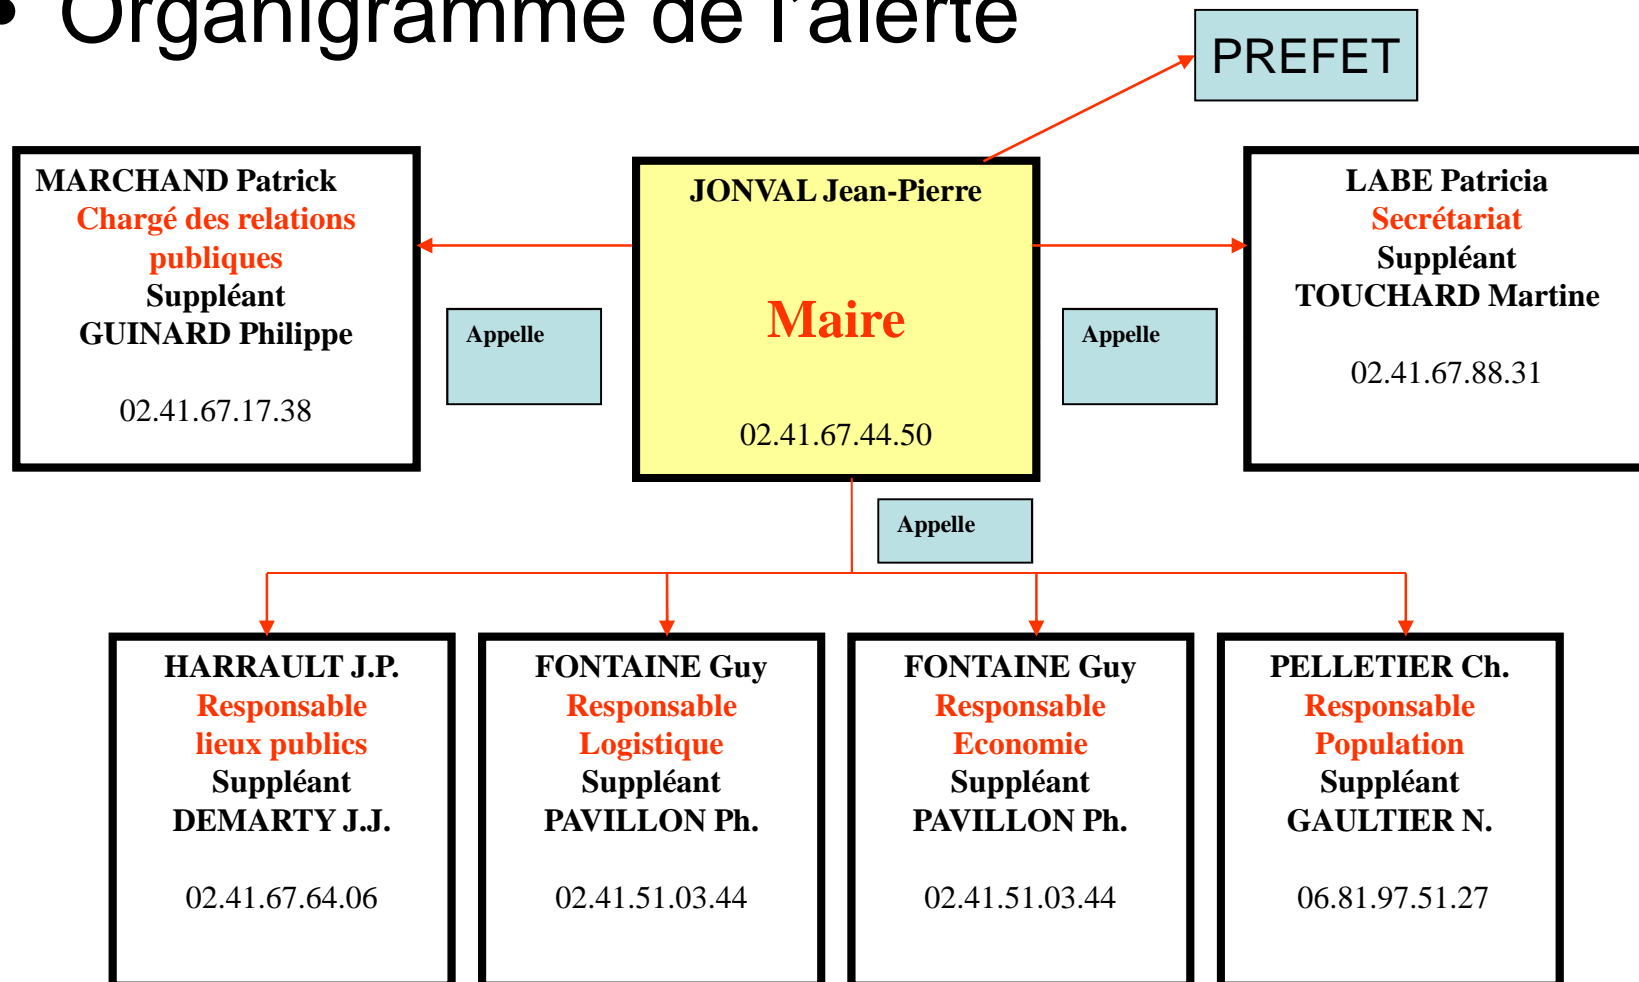 • Organigramme de l'alerte
PREFET
MARCHAND Patrick
Chargé des relations
publiques
Suppléant
GUINARD Philippe
02.41.67.17.38
Appelle
JONVAL Jean-Pierre
Maire
02.41.67.44.50
Appelle
LABE Patricia
Secrétariat
Suppléant
TOUCHARD Martine
02.41.67.88.31
Appelle
HARRAULT J.P.
Responsable
lieux publics
Suppléant
DEMARTY J.J.
02.41.67.64.06
FONTAINE Guy
Responsable
Logistique
Suppléant
PAVILLON Ph.
02.41.51.03.44
FONTAINE Guy
Responsable
Economie
Suppléant
PAVILLON Ph.
02.41.51.03.44
PELLETIER Ch.
Responsable
Population
Suppléant
GAULTIER N.
06.81.97.51.27